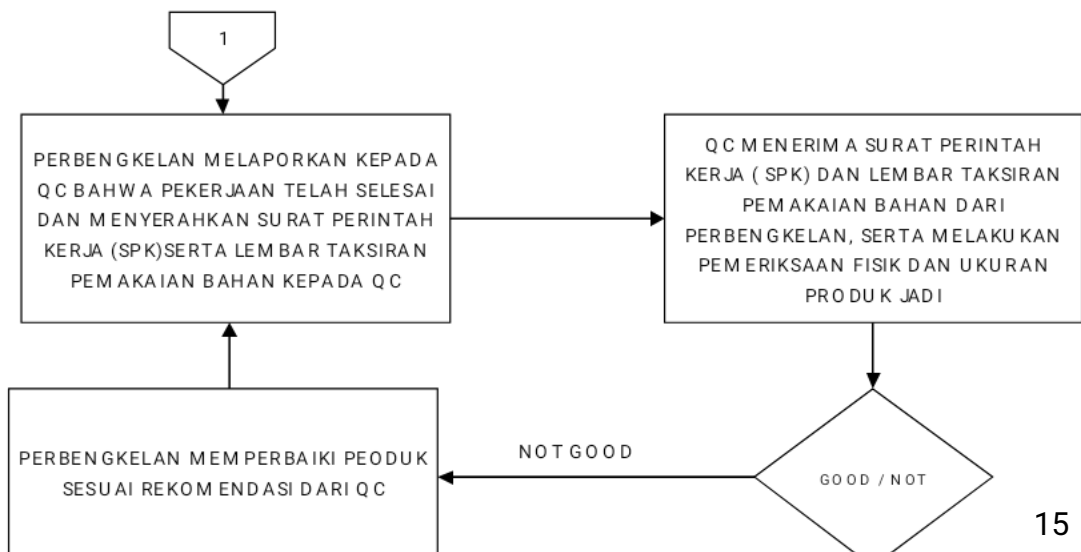 1
PERBENGKELAN MELAPORKAN KEPADA
QC BAHWA PEKERJAAN TELAH SELESAI
DAN MENYERAHKAN SURAT PERINTAH
KERJA (SPK)SERTA LEMBAR TAKSIRAN
PEMAKAIAN BAHAN KEPADA QC
QC MENERIMA SURAT PERINTAH
KERJA ( SPK) DAN LEMBAR TAKSIRAN
PEMAKAIAN BAHAN DARI
PERBENGKELAN, SERTA MELAKUKAN
PEMERIKSAAN FISIK DAN UKURAN
PRODUK JADI
GOOD / NOT
NOT GOOD
PERBENGKELAN MEMPERBAIKI PEODUK
SESUAI REKOMENDASI DARI QC
15